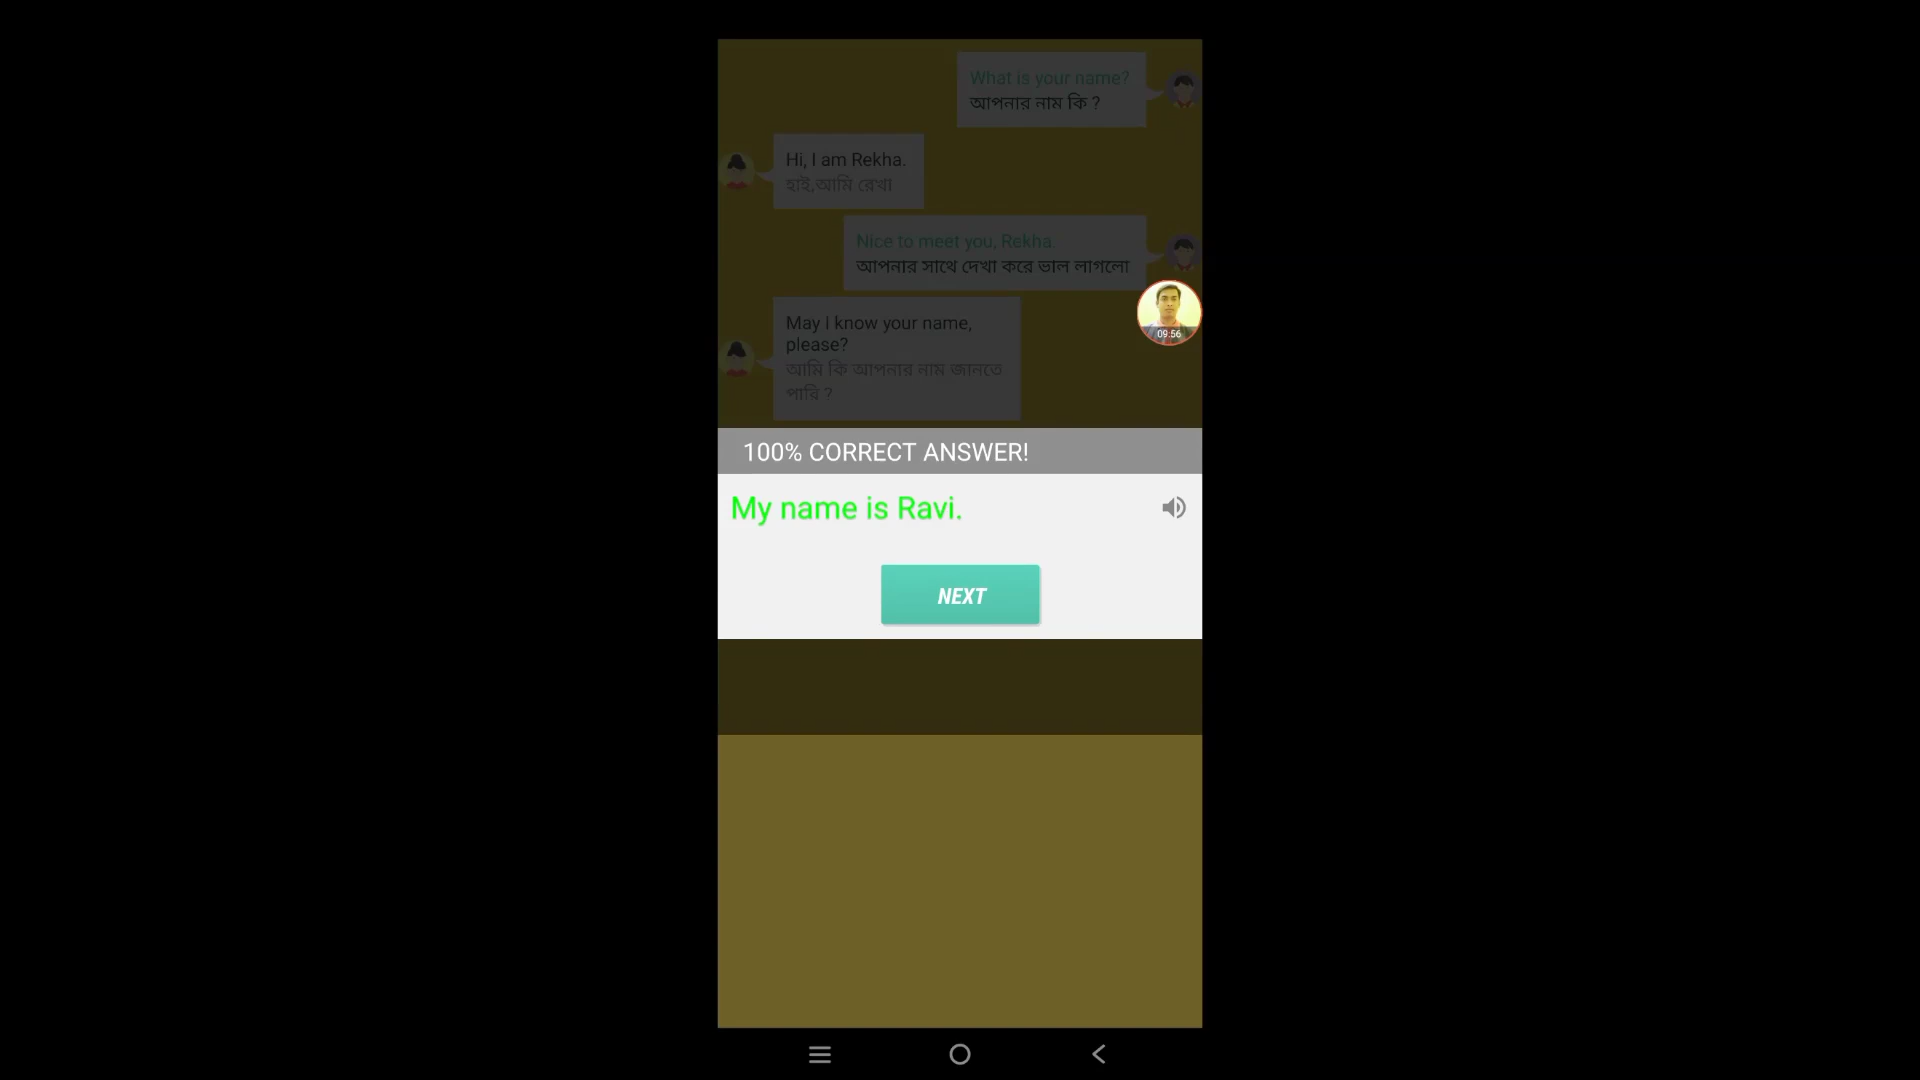 What is your name?
আপনার নাম কি ?
Hi, I am Rekha.
হাই,আমি রেখা
Nice to meet you, Rekha.
আপনার সাথে দেখা করে ভাল লাগলো
May i know your name,
please?
আমি কি আপনার নাম জানতে
পারি ?
09:56
100% CORRECT ANSWER!
My name is Ravi.
NEXT